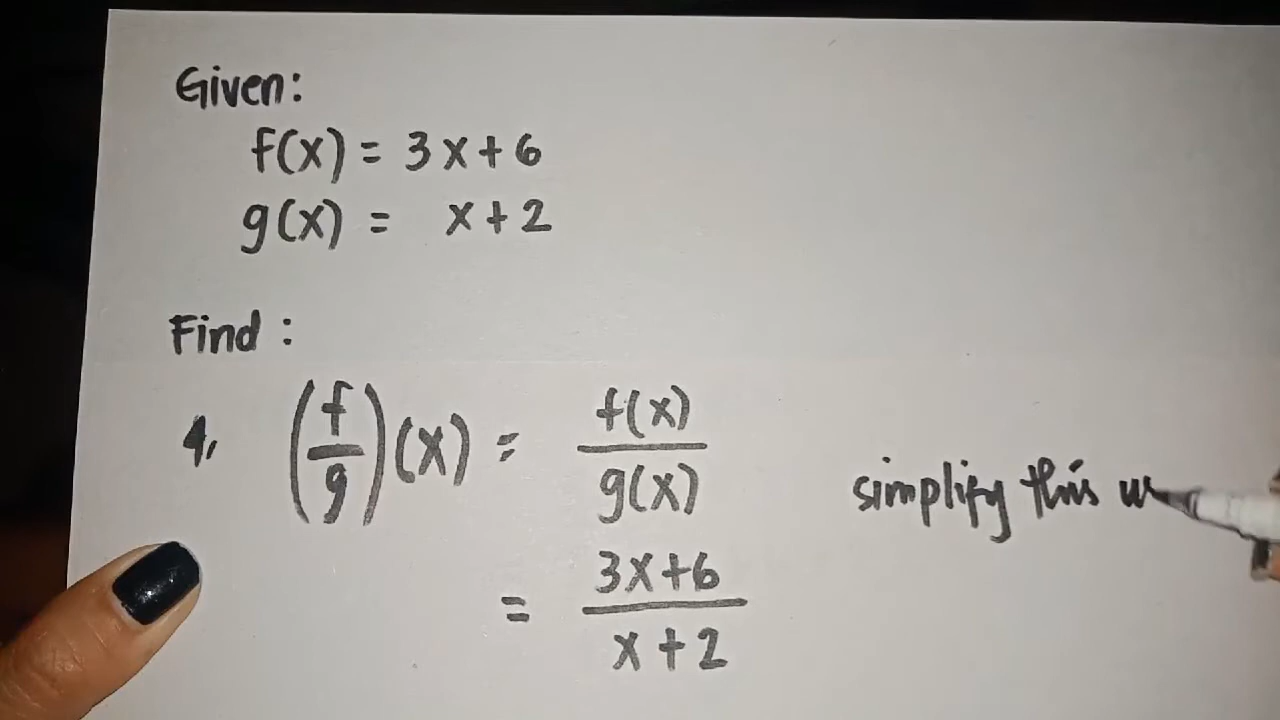 Given:
f(x) = 3x+6
g(x) = x+2
Find :
4. (f/g)(x) = f(x)/g(x)
simplify this
= 3x+6/x+2